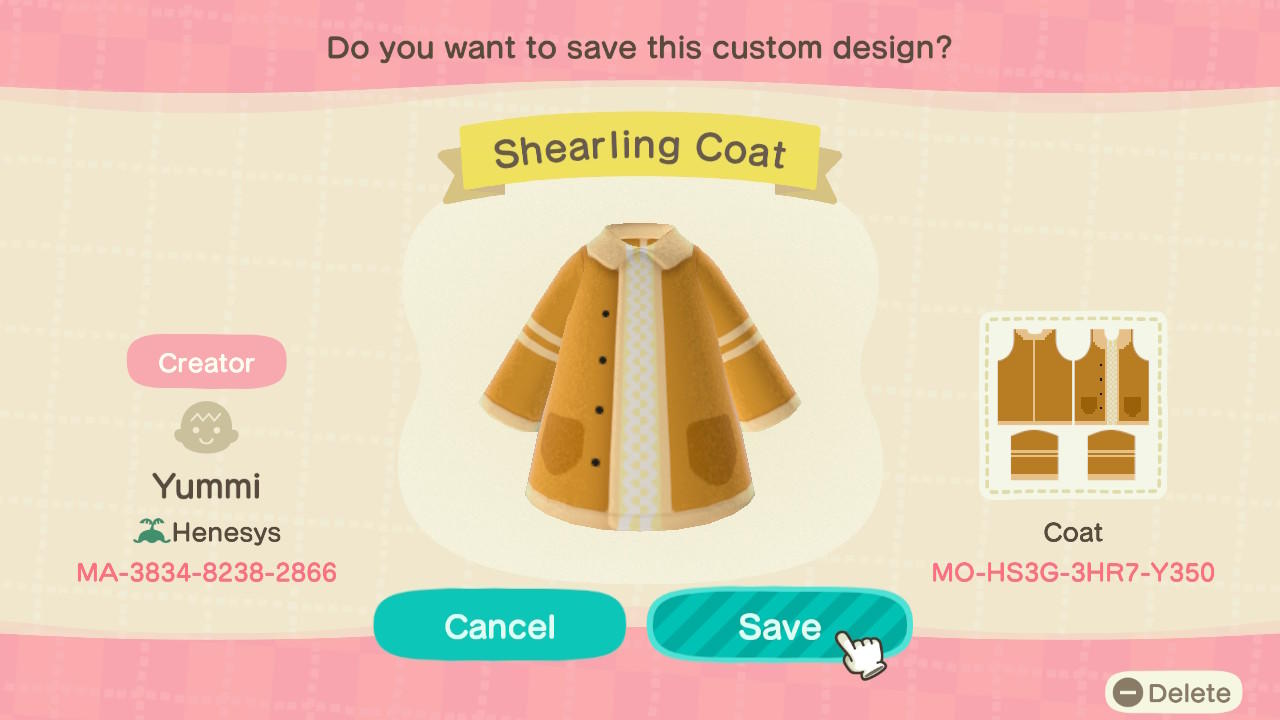 Do you want to save this custom design?
Shearling Coat
Creator
Yummi
Henesys
MA-3834-8238-2866
Coat
MO-HS3G-3HR7-Y350
Cancel
Save
Delete